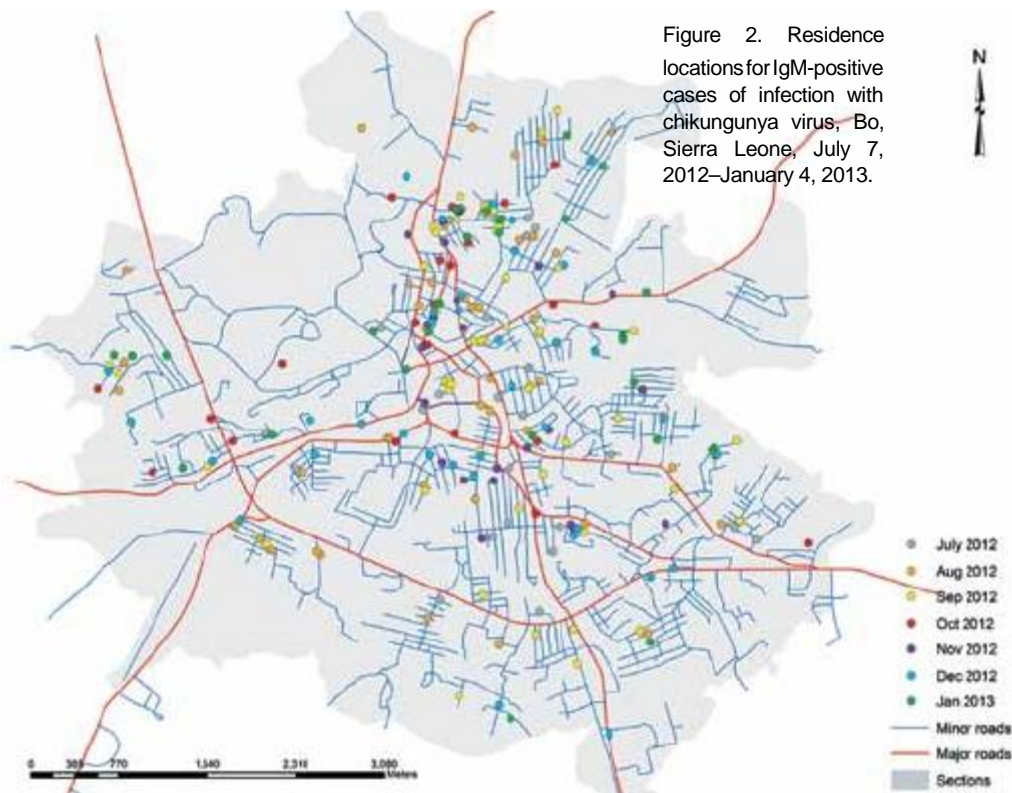 Figure 2. Residence
locations for IgM-positive
cases of infection with
chikungunya virus, Bo,
Sierra Leone, July 7,
2012–January 4, 2013.
N
July 2012
Aug 2012
Sep 2012
Oct 2012
Nov 2012
Dec 2012
Jan 2013
Minor roads
Major roads
Sections
0 385 770 1,540 2,310 3,080
Meters